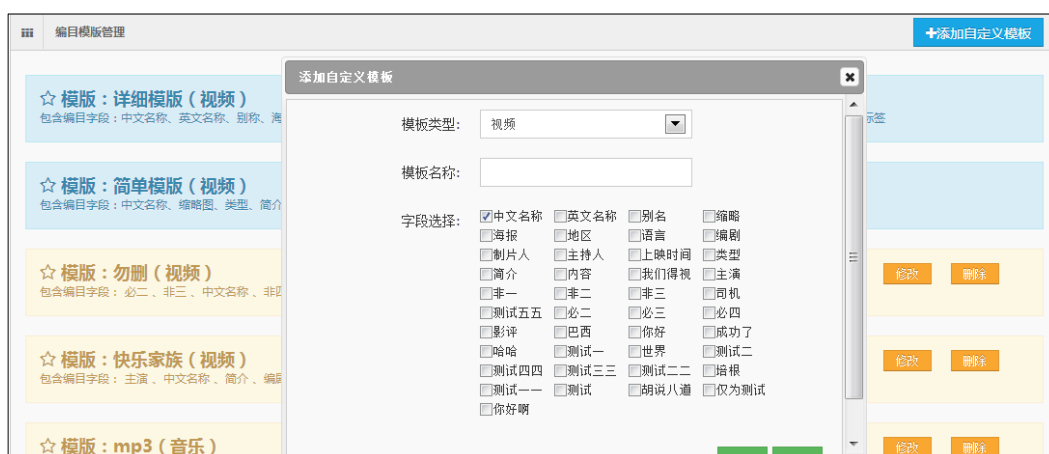 编目模版管理
✚添加自定义模板
添加自定义模板
☆ 模版：详细模版（视频）
包含编目字段：中文名称、英文名称、别称、海
标签
☆ 模版：简单模版（视频）
包含编目字段：中文名称、缩略图、类型、简介
☆ 模版：勿删（视频）
包含编目字段： 必二 、非三 、中文名称 、非四
修改 删除
☆ 模版：快乐家族（视频）
包含编目字段： 主演 、中文名称 、简介 、编剧
修改 删除
☆ 模版：mp3（音乐）
修改 删除
模板类型: 视频
模板名称:
字段选择: 中文名称 英文名称 别名 缩略
海报 地区 语言 编剧
制片人 主持人 上映时间 类型
简介 内容 我们得視 主演
非一 非二 非三 司机
测试五五 必二 必三 必四
影评 巴西 你好 成功了
哈哈 测试一 世界 测试二
测试四四 测试三三 测试二二 培根
测试一一 测试 胡说八道 仅为测试
你好啊